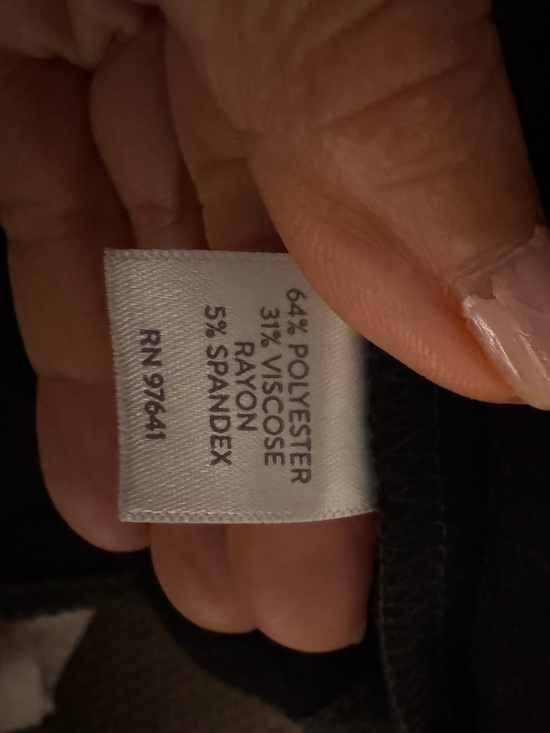 64% POLYESTER
31% VISCOSE
RAYON
5% SPANDEX
RN 97641